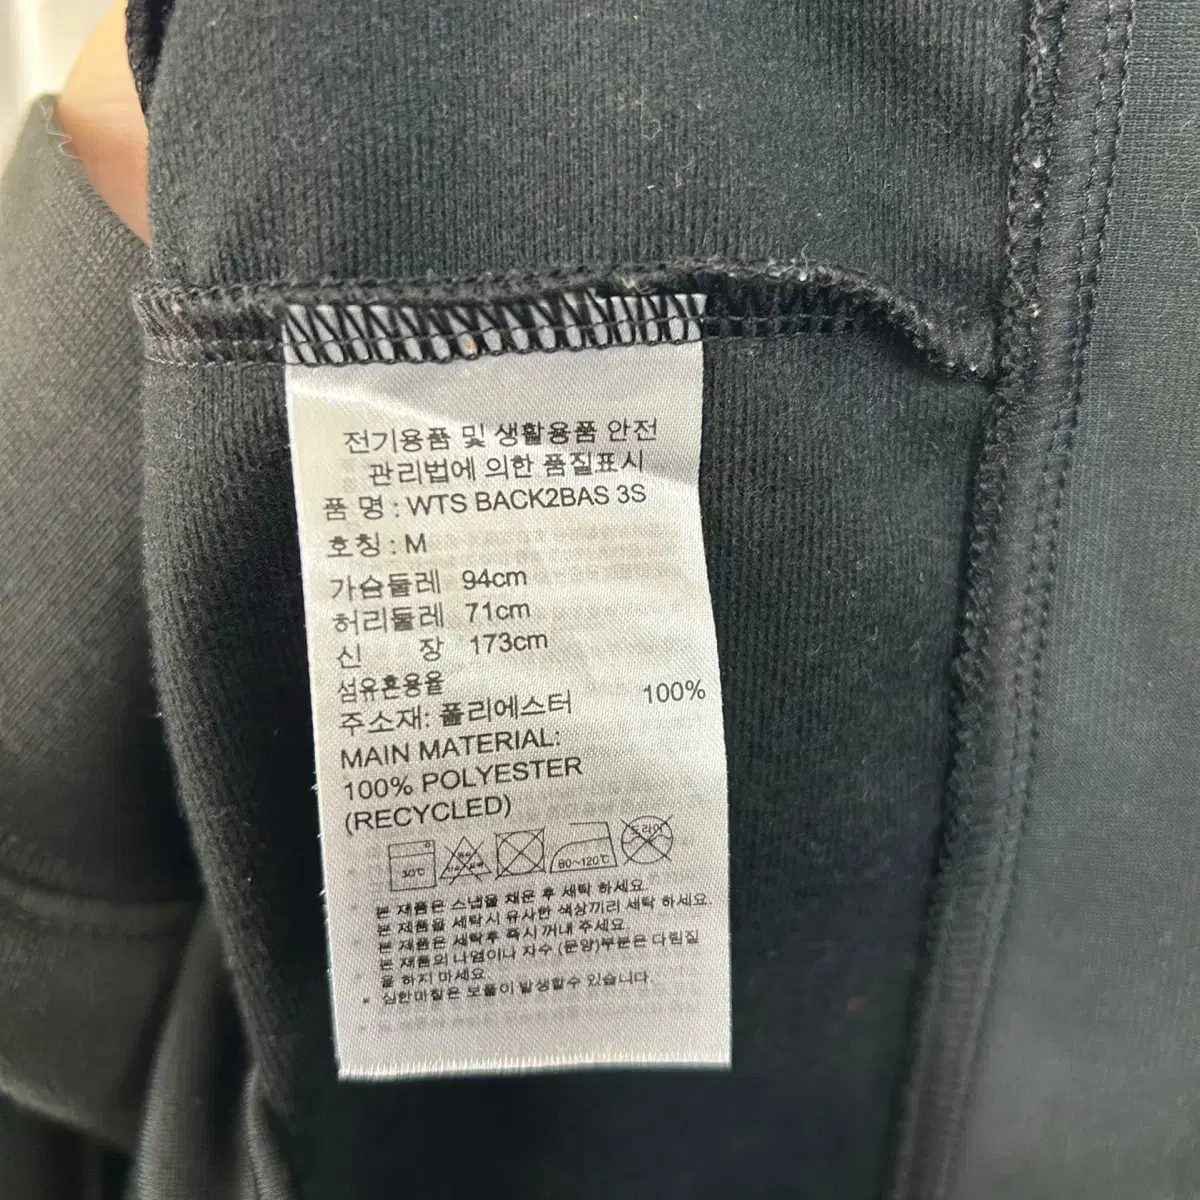 전기용품 및 생활용품 안전
관리법에 의한 품질표시
품 명 : WTS BACK2BAS 3S
호칭 : M
가슴둘레 94cm
허리둘레 71cm
신 장 173cm
섬유혼용율
주소재: 폴리에스터 100%
MAIN MATERIAL:
100% POLYESTER
(RECYCLED)
30℃ 80~120℃ 드라이
본 제품은 스냅을 채운 후 세탁 하세요.
본 제품을 세탁시 유사한 색상끼리 세탁 하세요.
본 제품은 세탁후 즉시 꺼내 주세요.
본 제품의 나염이나 자수 (문양)부분은 다림질
을 하지 마세요.
* 심한마찰은 보풀이 발생할수 있습니다.